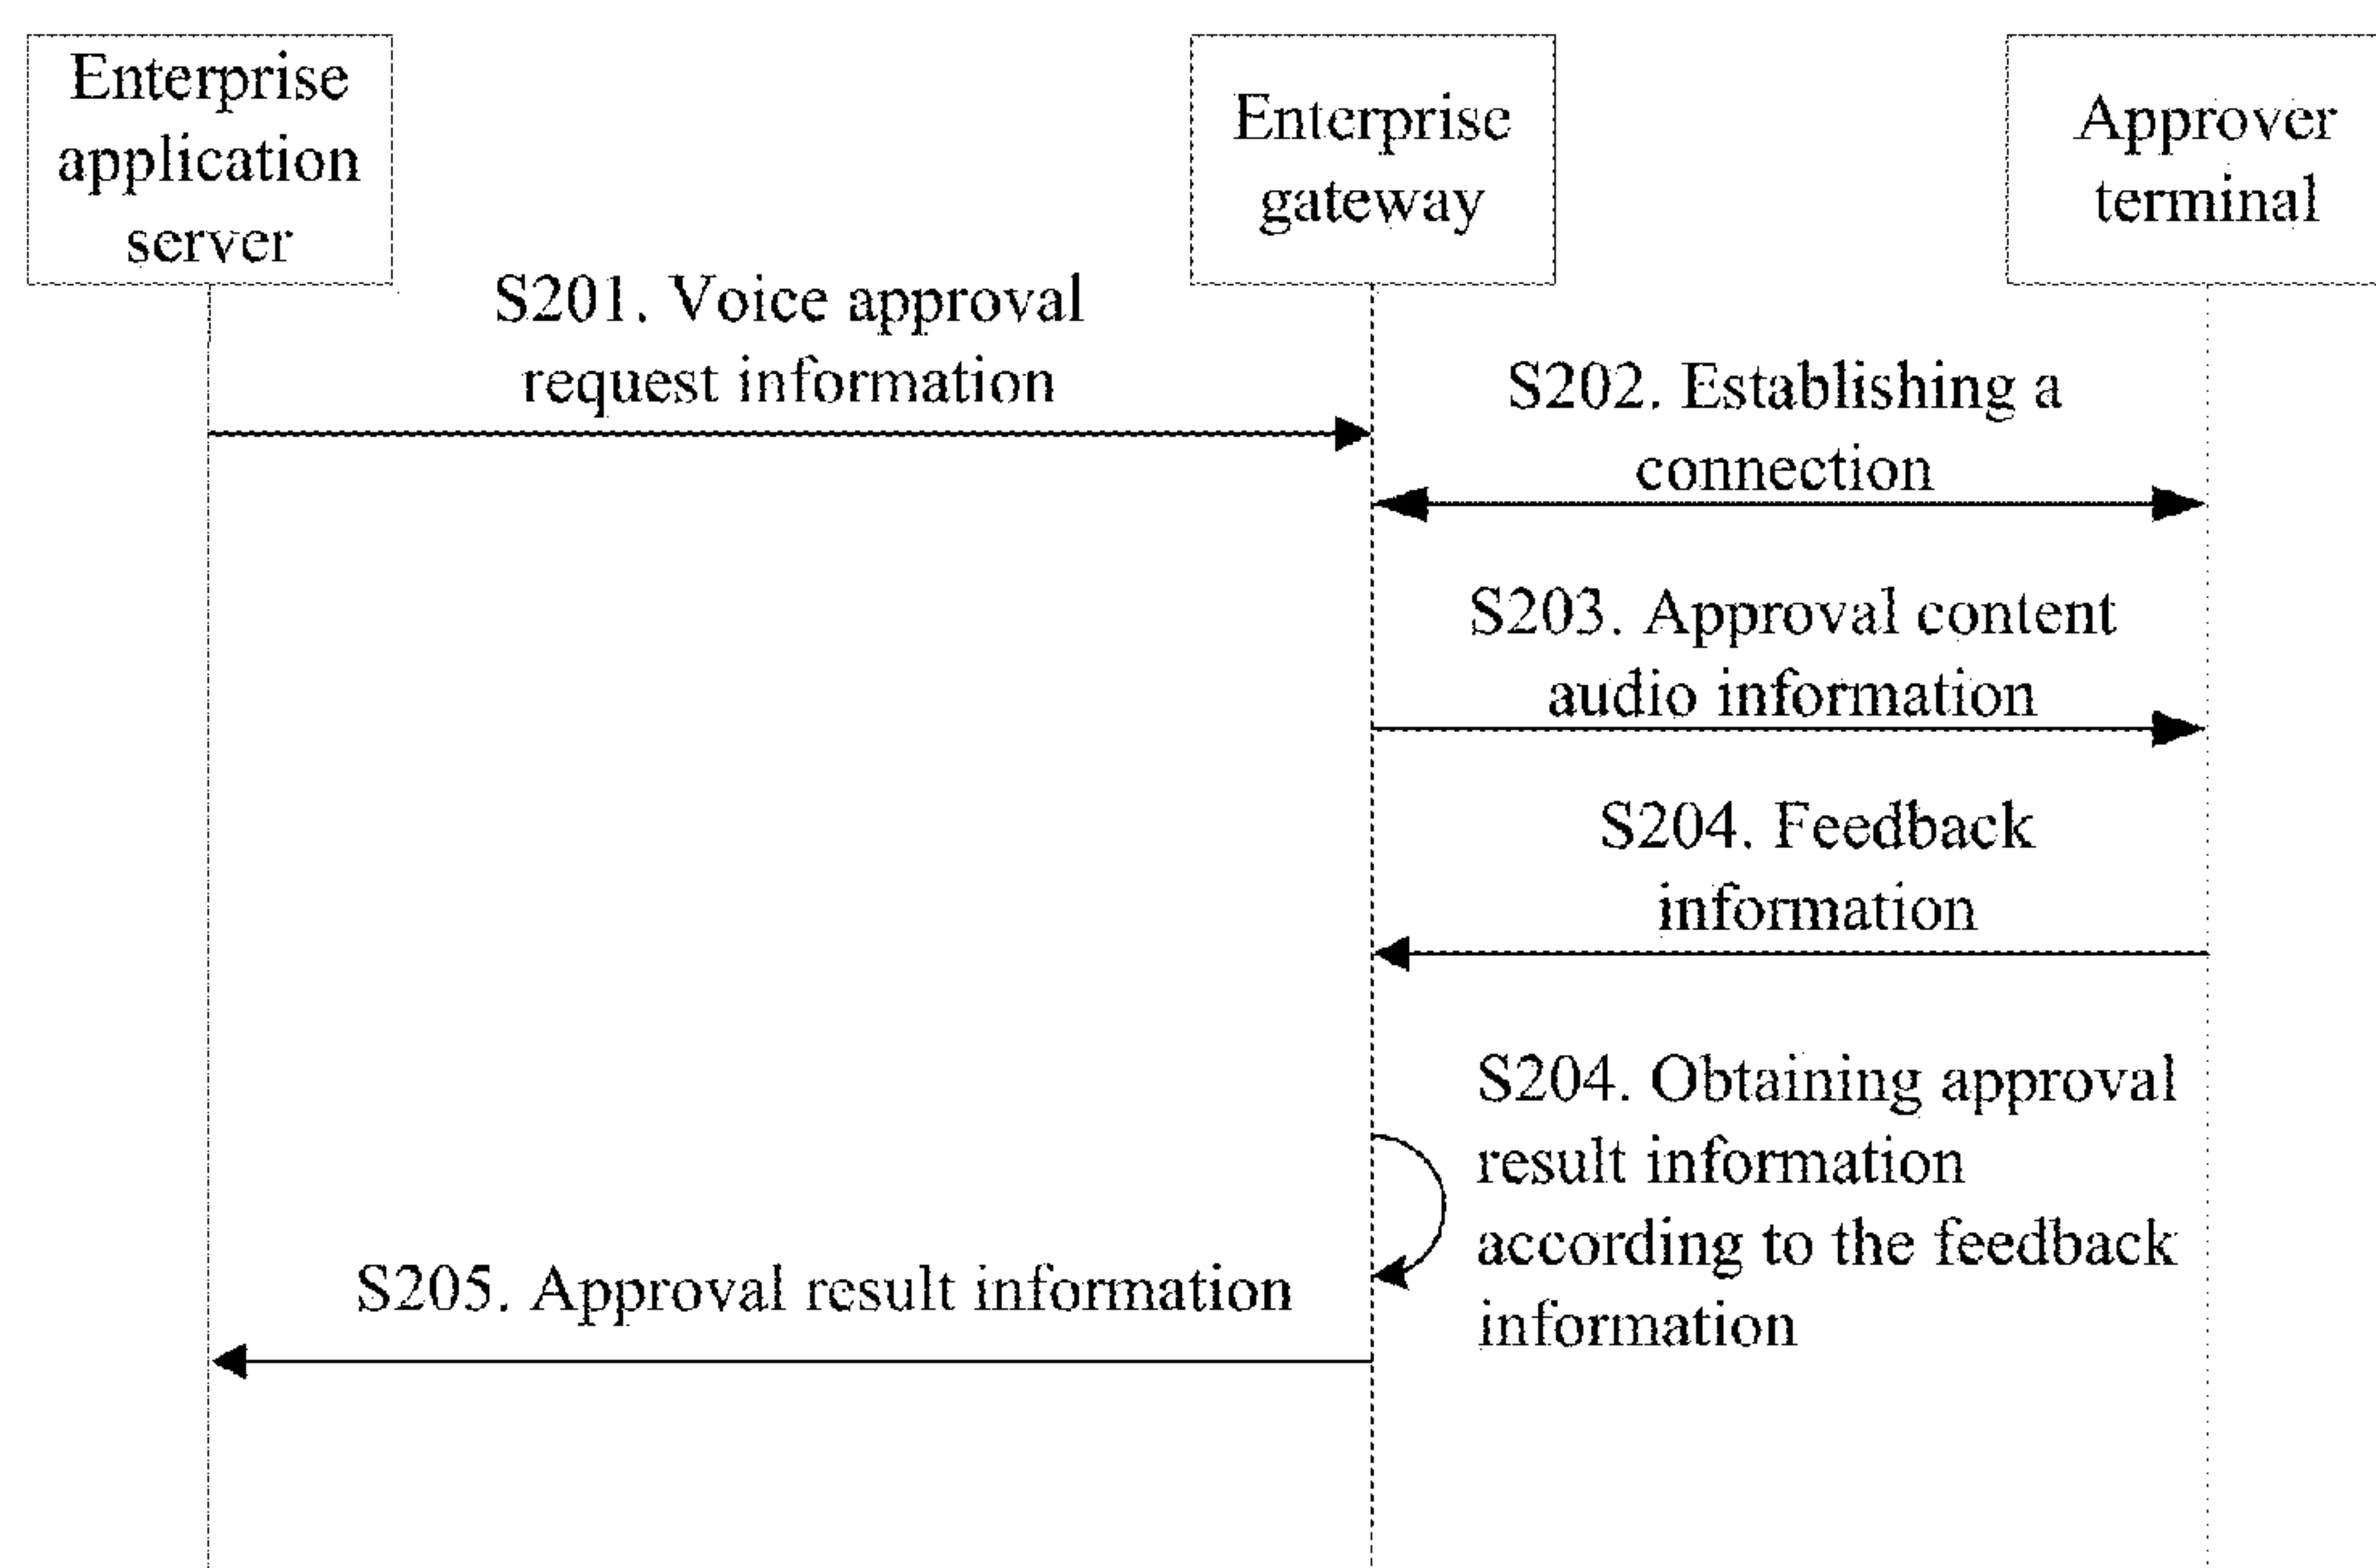 Enterprise
application
server
Enterprise
gateway
Approver
terminal
S201. Voice approval
request information
S202. Establishing a
connection
S203. Approval content
audio information
S204. Feedback
information
S204. Obtaining approval
result information
according to the feedback
information
S205. Approval result information